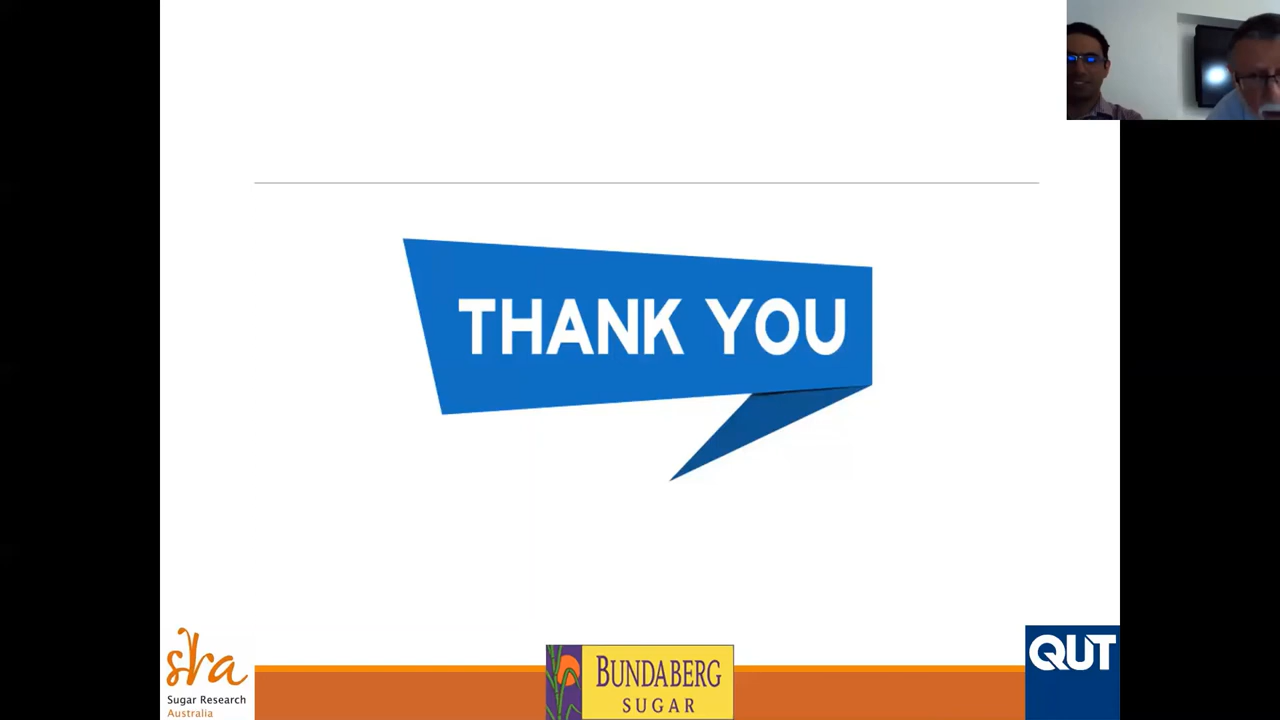 THANK YOU
sra
Sugar Research
Australia
BUNDABERG
SUGAR
QUT